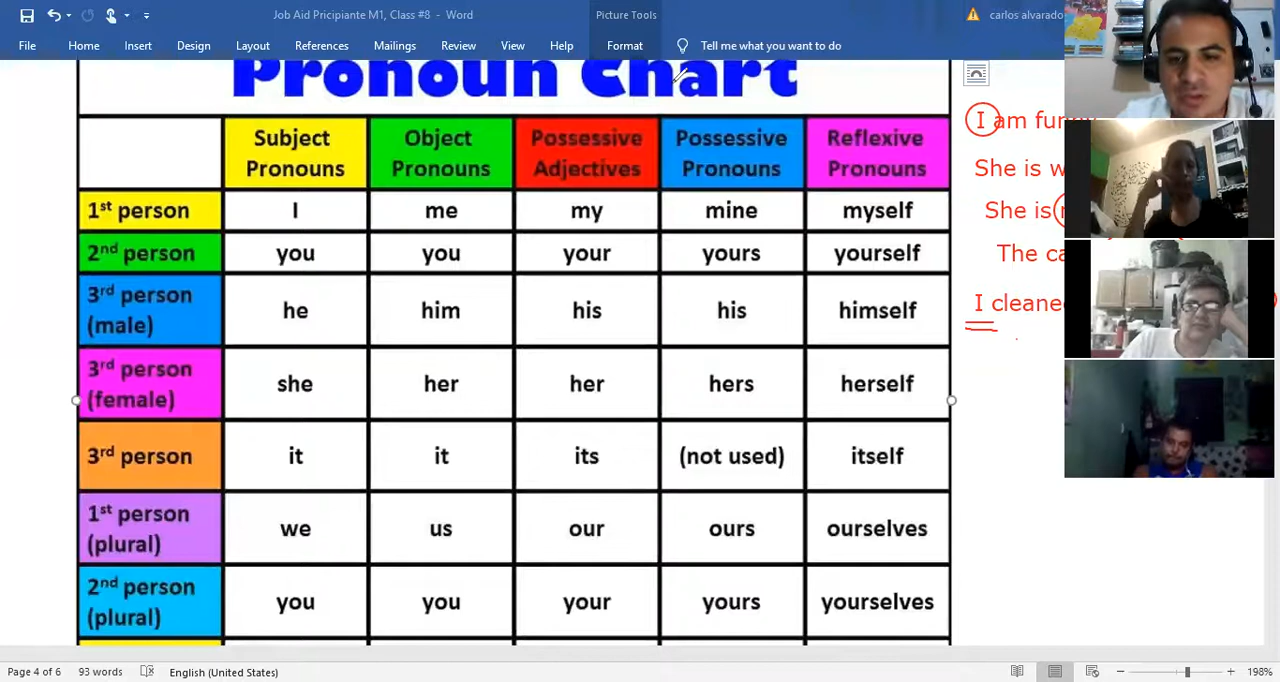 Job Aid Pricipiante M1, Class #8 - Word
Picture Tools
carlos alvarado
File Home Insert Design Layout References Mailings Review View Help Format Tell me what you want to do
Pronoun Chart
Subject Pronouns Object Pronouns Possessive Adjectives Possessive Pronouns Reflexive Pronouns
1st person I me my mine myself
2nd person you you your yours yourself
3rd person (male) he him his his himself
3rd person (female) she her her hers herself
3rd person it it its (not used) itself
1st person (plural) we us our ours ourselves
2nd person (plural) you you your yours yourselves
I am
She is
She is
The
I
Page 4 of 6 93 words English (United States) 198%